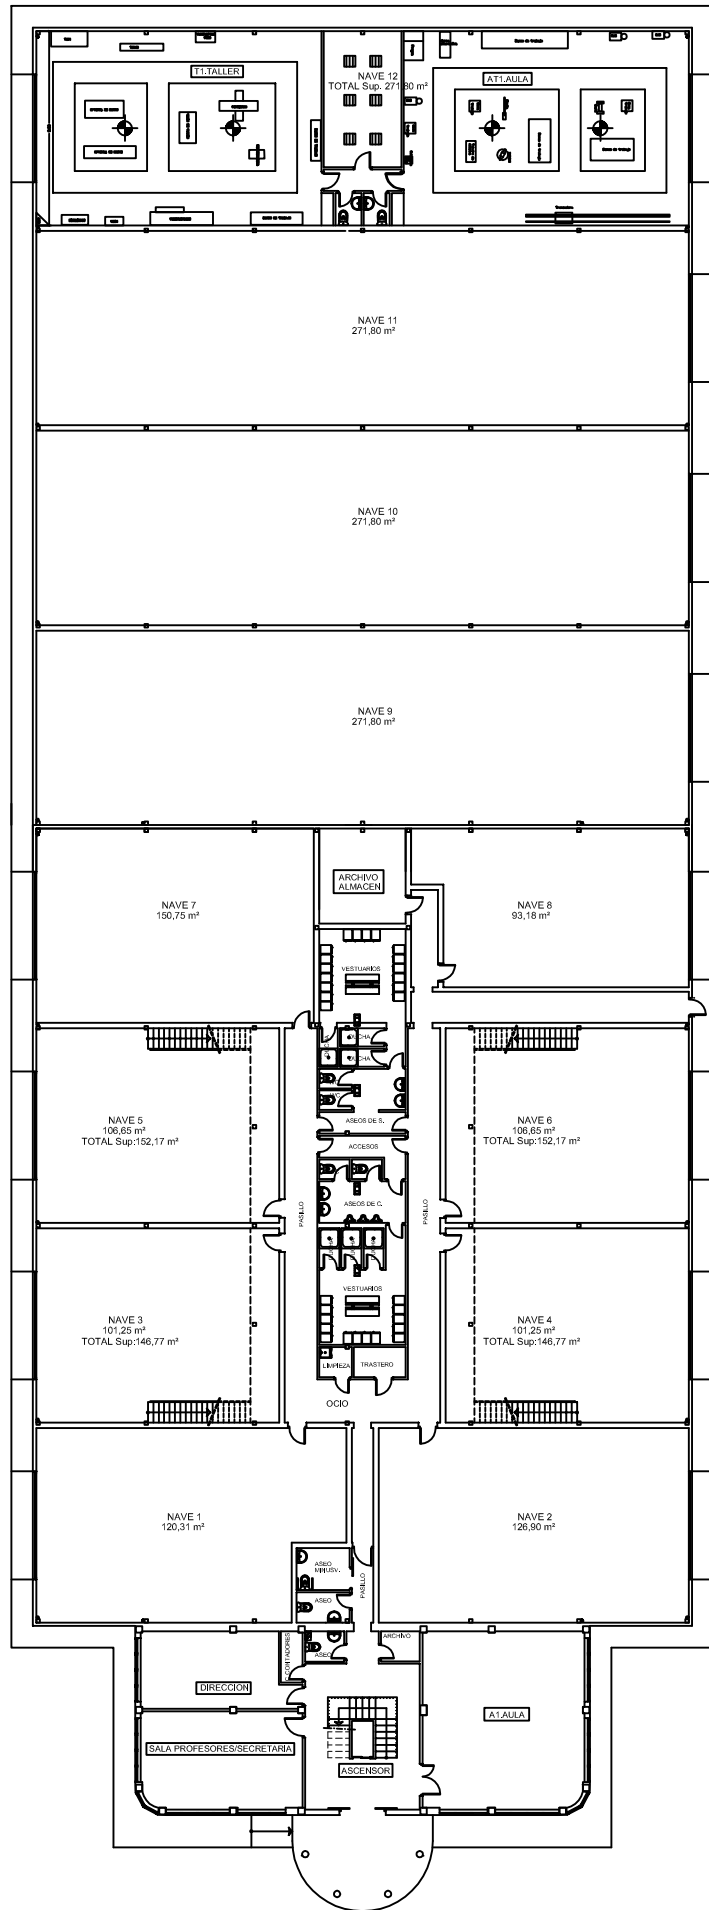 T1.TALLER
NAVE 12
TOTAL Sup. 271,80 m²
AT1.AULA
NAVE 11
271,80 m²
NAVE 10
271,80 m²
NAVE 9
271,80 m²
ARCHIVO
ALMACEN
NAVE 7
150,75 m²
NAVE 8
93,18 m²
VESTUARIOS
DUCHA
DUCHA
NAVE 5
106,65 m²
TOTAL Sup:152,17 m²
NAVE 6
106,65 m²
TOTAL Sup:152,17 m²
ASEOS DE S.
ACCESOS
ASEOS DE C.
PASILLO
PASILLO
VESTUARIOS
NAVE 3
101,25 m²
TOTAL Sup:146,77 m²
NAVE 4
101,25 m²
TOTAL Sup:146,77 m²
LIMPIEZA
TRASTERO
OCIO
NAVE 1
120,31 m²
NAVE 2
126,90 m²
ASEO
MINUSV.
PASILLO
ASEO
ASEO
ARCHIVO
C.CONTADORES
DIRECCION
A1.AULA
SALA PROFESORES/SECRETARIA
ASCENSOR